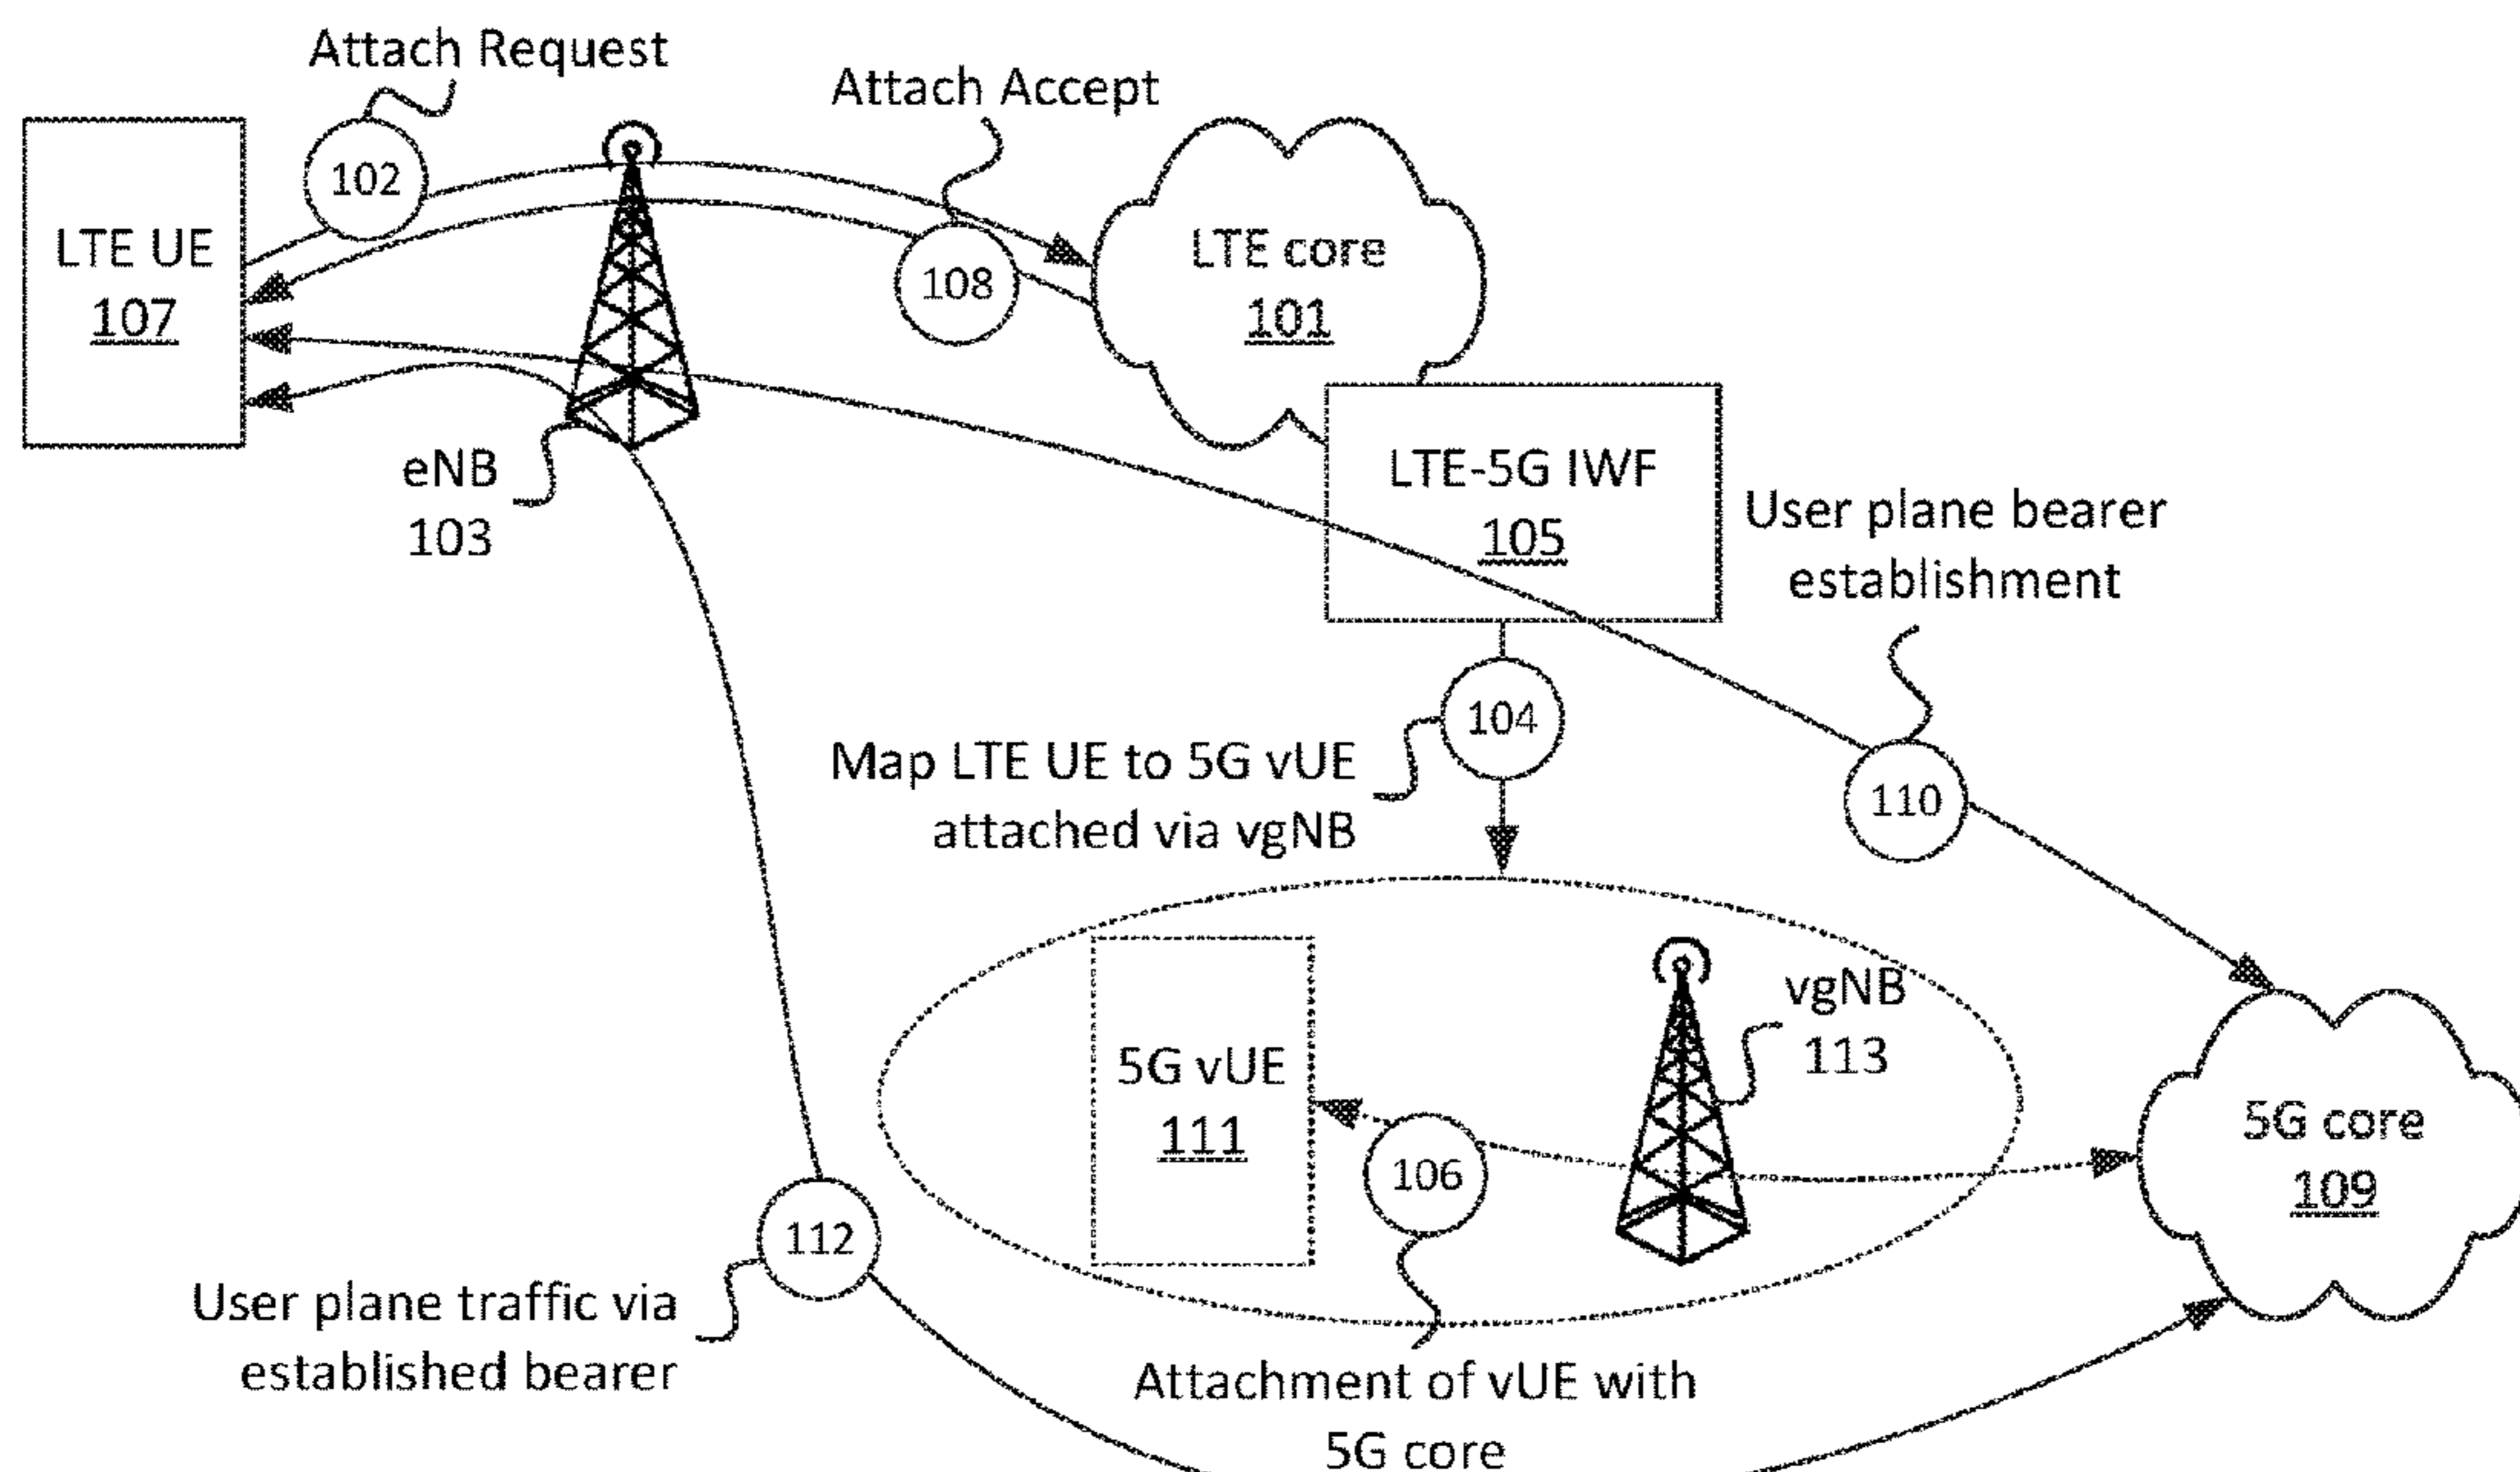 Attach Request
Attach Accept
102
LTE UE
107
108
LTE core
101
eNB
103
LTE-5G IWF
105
User plane bearer
establishment
104
Map LTE UE to 5G vUE
attached via vgNB
110
5G vUE
111
vgNB
113
106
5G core
109
112
User plane traffic via
established bearer
Attachment of vUE with
5G core